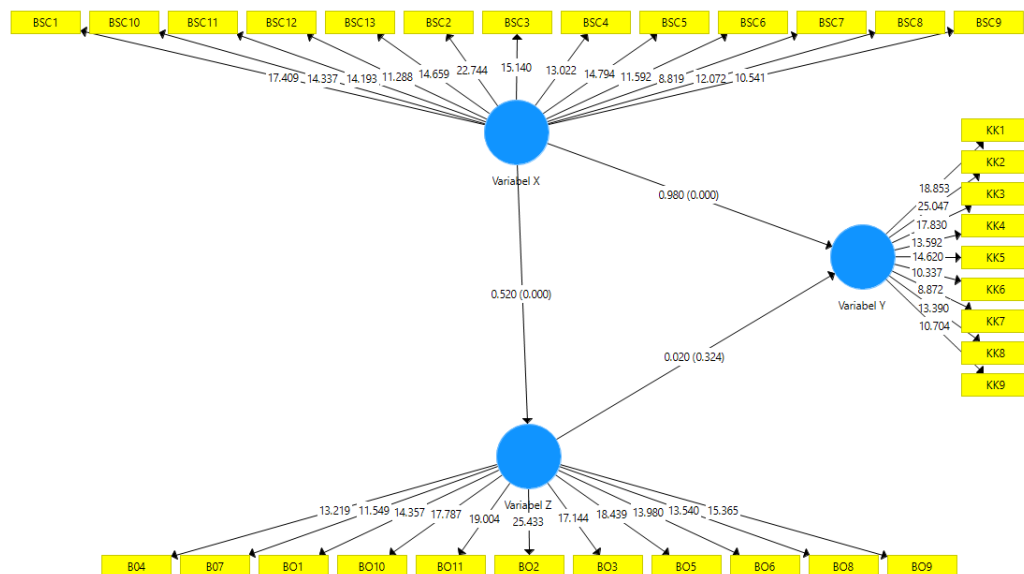 BSC1 BSC10 BSC11 BSC12 BSC13 BSC2 BSC3 BSC4 BSC5 BSC6 BSC7 BSC8 BSC9
17.409 14.337 14.193 11.288 14.659 22.744 15.140 13.022 14.794 11.592 8.819 12.072 10.541
Variabel X
0.980 (0.000)
KK1
KK2
KK3
KK4
KK5
KK6
KK7
KK8
KK9
18.853
25.047
17.830
13.592
14.620
10.337
8.872
13.390
10.704
Variabel Y
0.520 (0.000)
0.020 (0.324)
Variabel Z
13.219 11.549 14.357 17.787 19.004 25.433 17.144 18.439 13.980 13.540 15.365
B04 B07 BO1 BO10 BO11 BO2 BO3 BO5 BO6 BO8 BO9